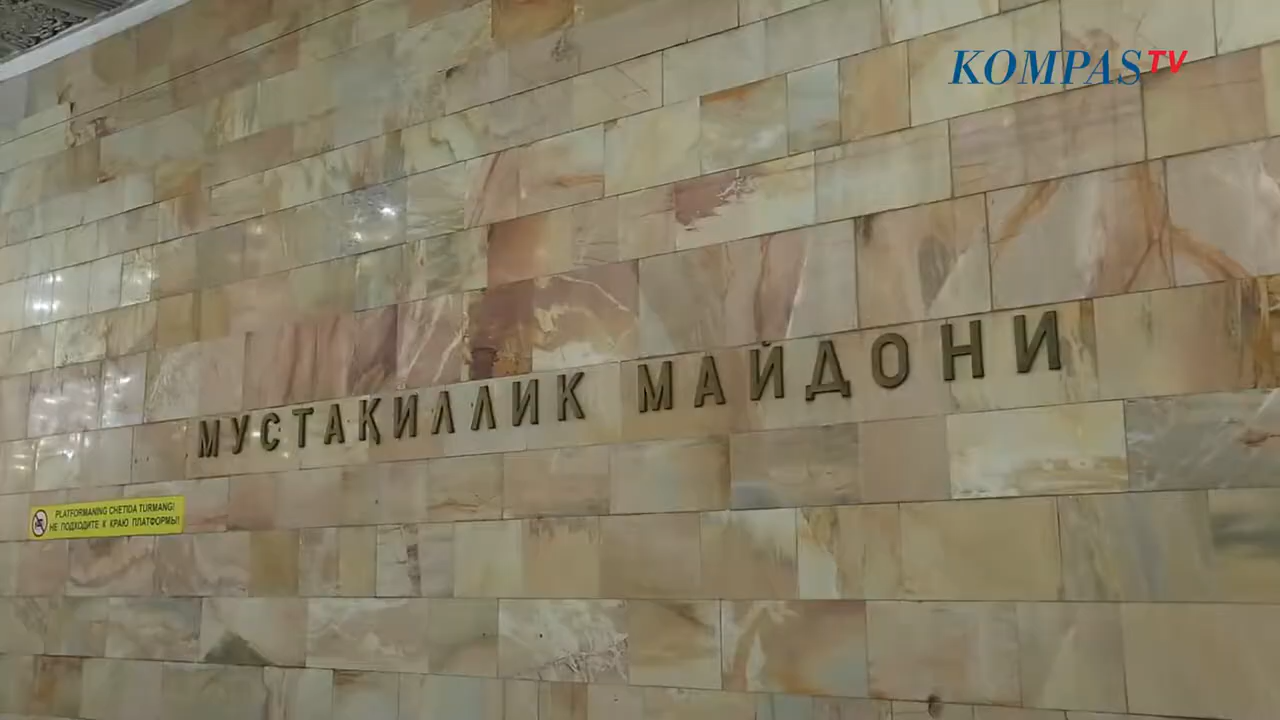 KOMPASTV
МУСТАҚИЛЛИК МАЙДОНИ
PLATFORMANING CHETIDA TURMANG!
НЕ ПОДХОДИТЕ К КРАЮ ПЛАТФОРМЫ!